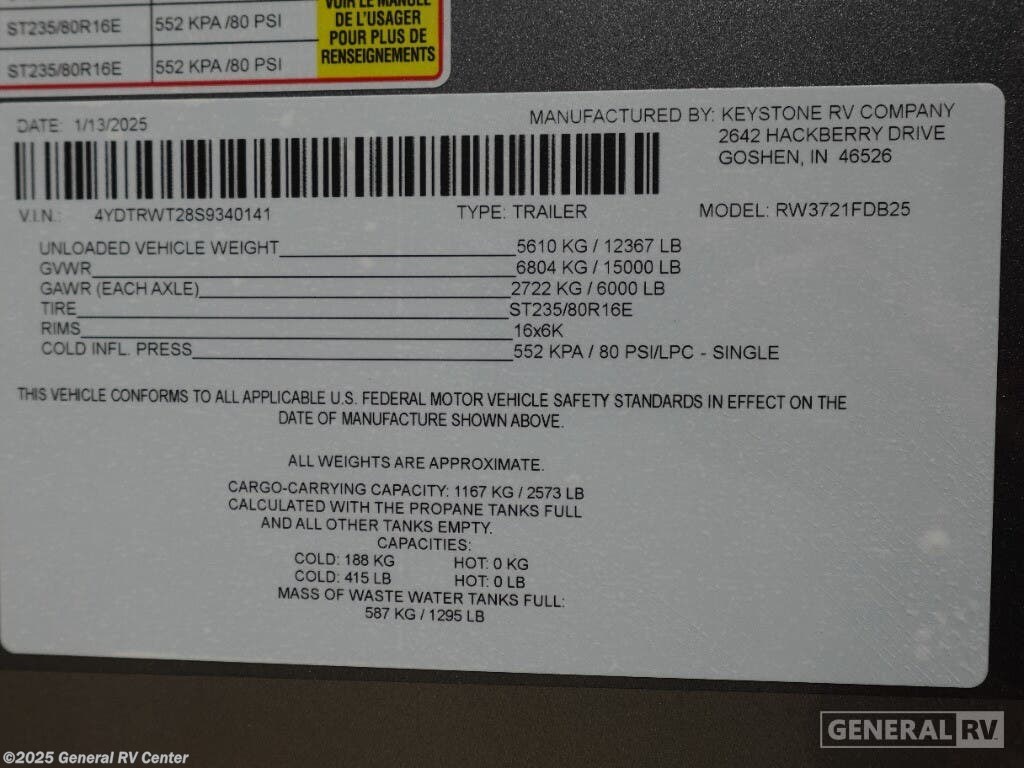 VOIR LE MANUEL
ST235/80R16E 552 KPA /80 PSI DE L'USAGER
POUR PLUS DE
ST235/80R16E 552 KPA /80 PSI RENSEIGNEMENTS
DATE: 1/13/2025 MANUFACTURED BY: KEYSTONE RV COMPANY
2642 HACKBERRY DRIVE
GOSHEN, IN 46526
V.I.N.: 4YDTRWT28S9340141 TYPE: TRAILER MODEL: RW3721FDB25
UNLOADED VEHICLE WEIGHT 5610 KG / 12367 LB
GVWR 6804 KG / 15000 LB
GAWR (EACH AXLE) 2722 KG / 6000 LB
TIRE ST235/80R16E
RIMS 16x6K
COLD INFL. PRESS 552 KPA / 80 PSI/LPC - SINGLE
THIS VEHICLE CONFORMS TO ALL APPLICABLE U.S. FEDERAL MOTOR VEHICLE SAFETY STANDARDS IN EFFECT ON THE
DATE OF MANUFACTURE SHOWN ABOVE.
ALL WEIGHTS ARE APPROXIMATE.
CARGO-CARRYING CAPACITY: 1167 KG / 2573 LB
CALCULATED WITH THE PROPANE TANKS FULL
AND ALL OTHER TANKS EMPTY.
CAPACITIES:
COLD: 188 KG HOT: 0 KG
COLD: 415 LB HOT: 0 LB
MASS OF WASTE WATER TANKS FULL:
587 KG / 1295 LB
GENERAL RV
©2025 General RV Center